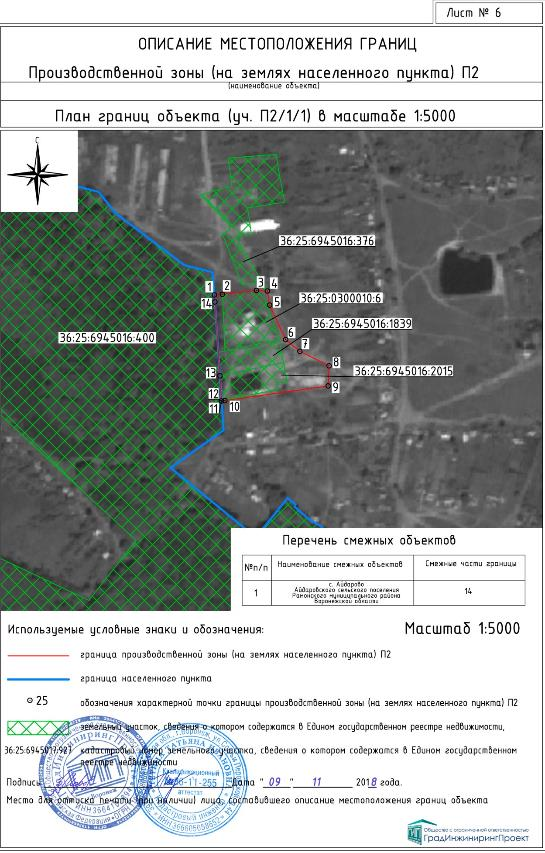 Лист № 6
ОПИСАНИЕ МЕСТОПОЛОЖЕНИЯ ГРАНИЦ
Производственной зоны (на землях населенного пункта) П2
(наименование объекта)
План границ объекта (уч. П2/1/1) в масштабе 1:5000
С
36:25:6945016:376
1 2 3 4
14
5
36:25:0300010:6
36:25:6945016:1839
36:25:6945016:400
6
7
8
36:25:6945016:2015
13
9
12
10
11
Перечень смежных объектов
№п/п Наименование смежных объектов Смежные части границы
1 с. Айдарово 14
Айдаровского сельского поселения
Рамонского муниципального района
Воронежской области
Используемые условные знаки и обозначения:
Масштаб 1:5000
граница производственной зоны (на землях населенного пункта) П2
граница населенного пункта
25 обозначения характерной точки границы производственной зоны (на землях населенного пункта) П2
земельный участок, сведения о котором содержатся в Едином государственном реестре недвижимости,
36:25:6945017:927 кадастровый номер земельного участка, сведения о котором содержатся в Едином государственном
реестре недвижимости
Подпись Дата " 09 " 11 2018 года.
Место для оттиска печати (при наличии) лица, составившего описание местоположения границ объекта
Общество с ограниченной ответственностью
ГрадИнжинирингПроект